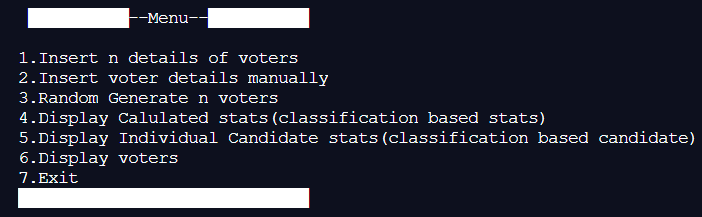 --Menu--
1.Insert n details of voters
2.Insert voter details manually
3.Random Generate n voters
4.Display Calulated stats(classification based stats)
5.Display Individual Candidate stats(classification based candidate)
6.Display voters
7.Exit